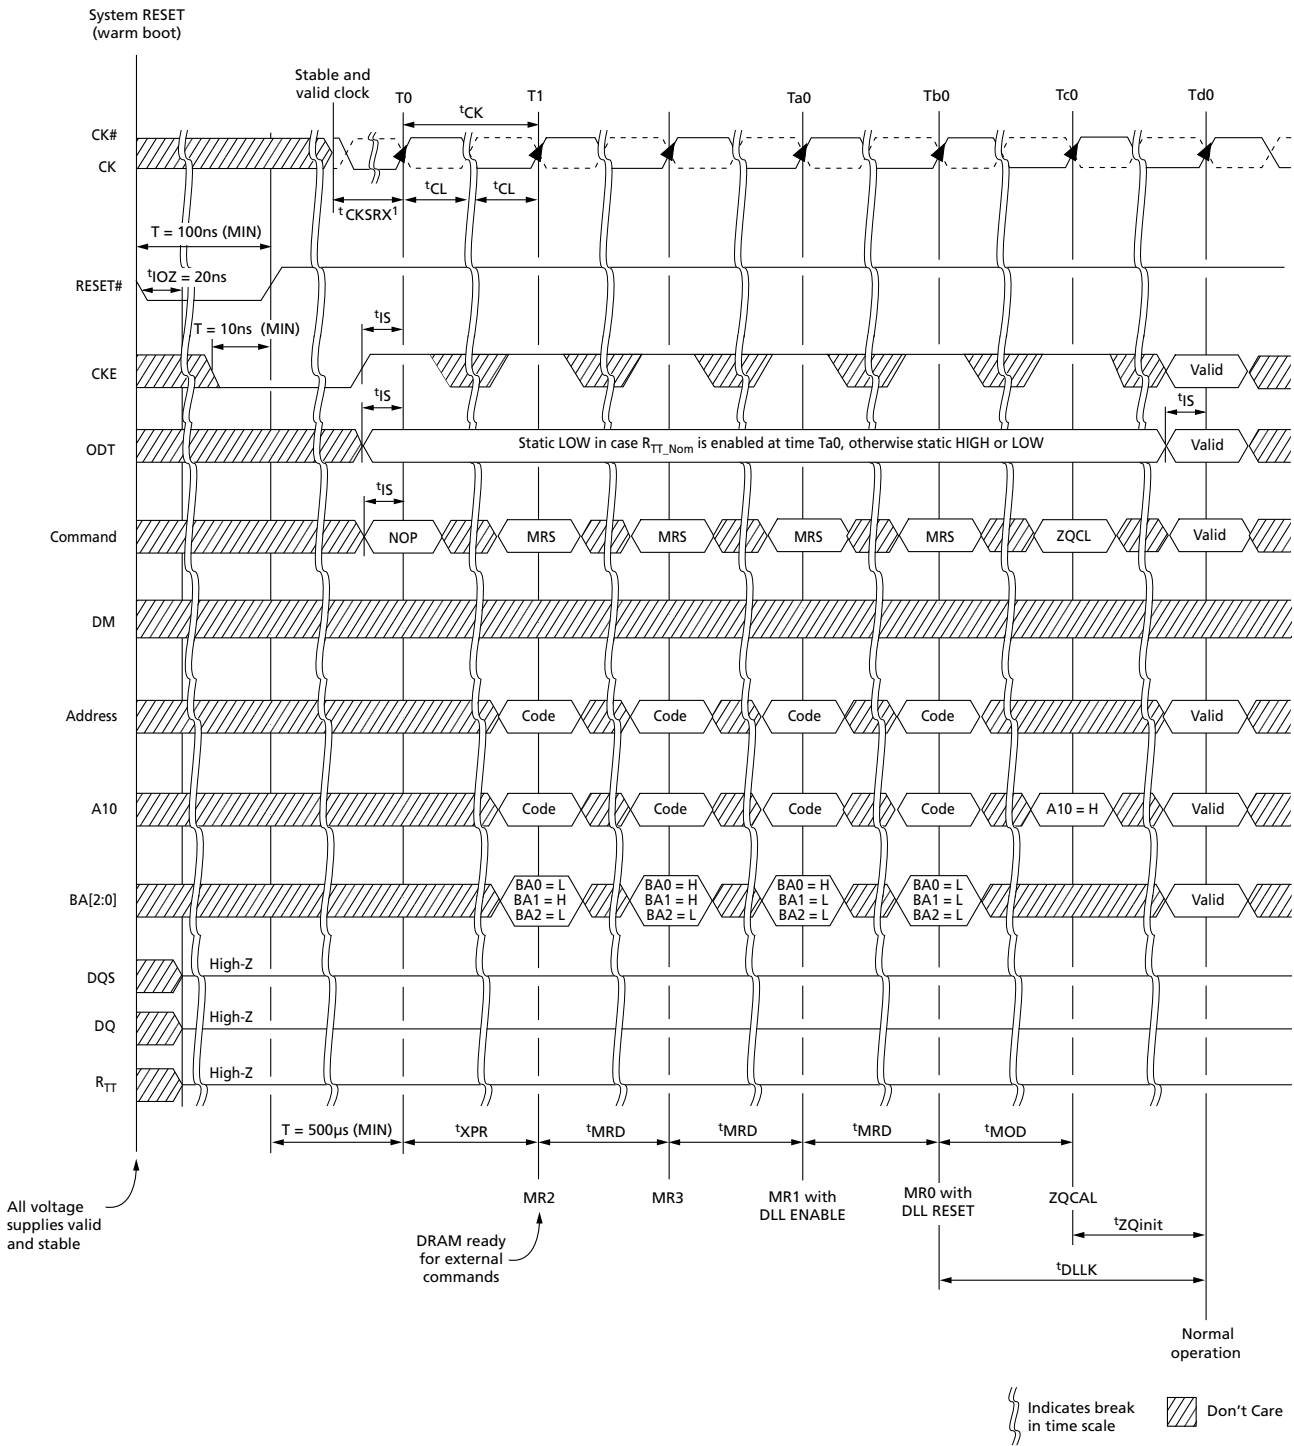 System RESET
(warm boot)
Stable and
valid clock
T0
T1
Ta0
Tb0
Tc0
Td0
tCK
CK#
CK
tCKSRX1
tCL
tCL
T = 100ns (MIN)
tIOZ = 20ns
RESET#
T = 10ns (MIN)
tIS
CKE
Valid
tIS
tIS
ODT
Static LOW in case RTT_Nom is enabled at time Ta0, otherwise static HIGH or LOW
Valid
tIS
Command
NOP
MRS
MRS
MRS
MRS
ZQCL
Valid
DM
Address
Code
Code
Code
Code
Valid
A10
Code
Code
Code
Code
A10 = H
Valid
BA[2:0]
BA0 = L
BA1 = H
BA2 = L
BA0 = H
BA1 = H
BA2 = L
BA0 = H
BA1 = L
BA2 = L
BA0 = L
BA1 = L
BA2 = L
Valid
DQS
High-Z
DQ
High-Z
RTT
High-Z
T = 500µs (MIN)
tXPR
tMRD
tMRD
tMRD
tMOD
All voltage
supplies valid
and stable
MR2
MR3
MR1 with
DLL ENABLE
MR0 with
DLL RESET
ZQCAL
tZQinit
DRAM ready
for external
commands
tDLLK
Normal
operation
Indicates break
in time scale
Don't Care